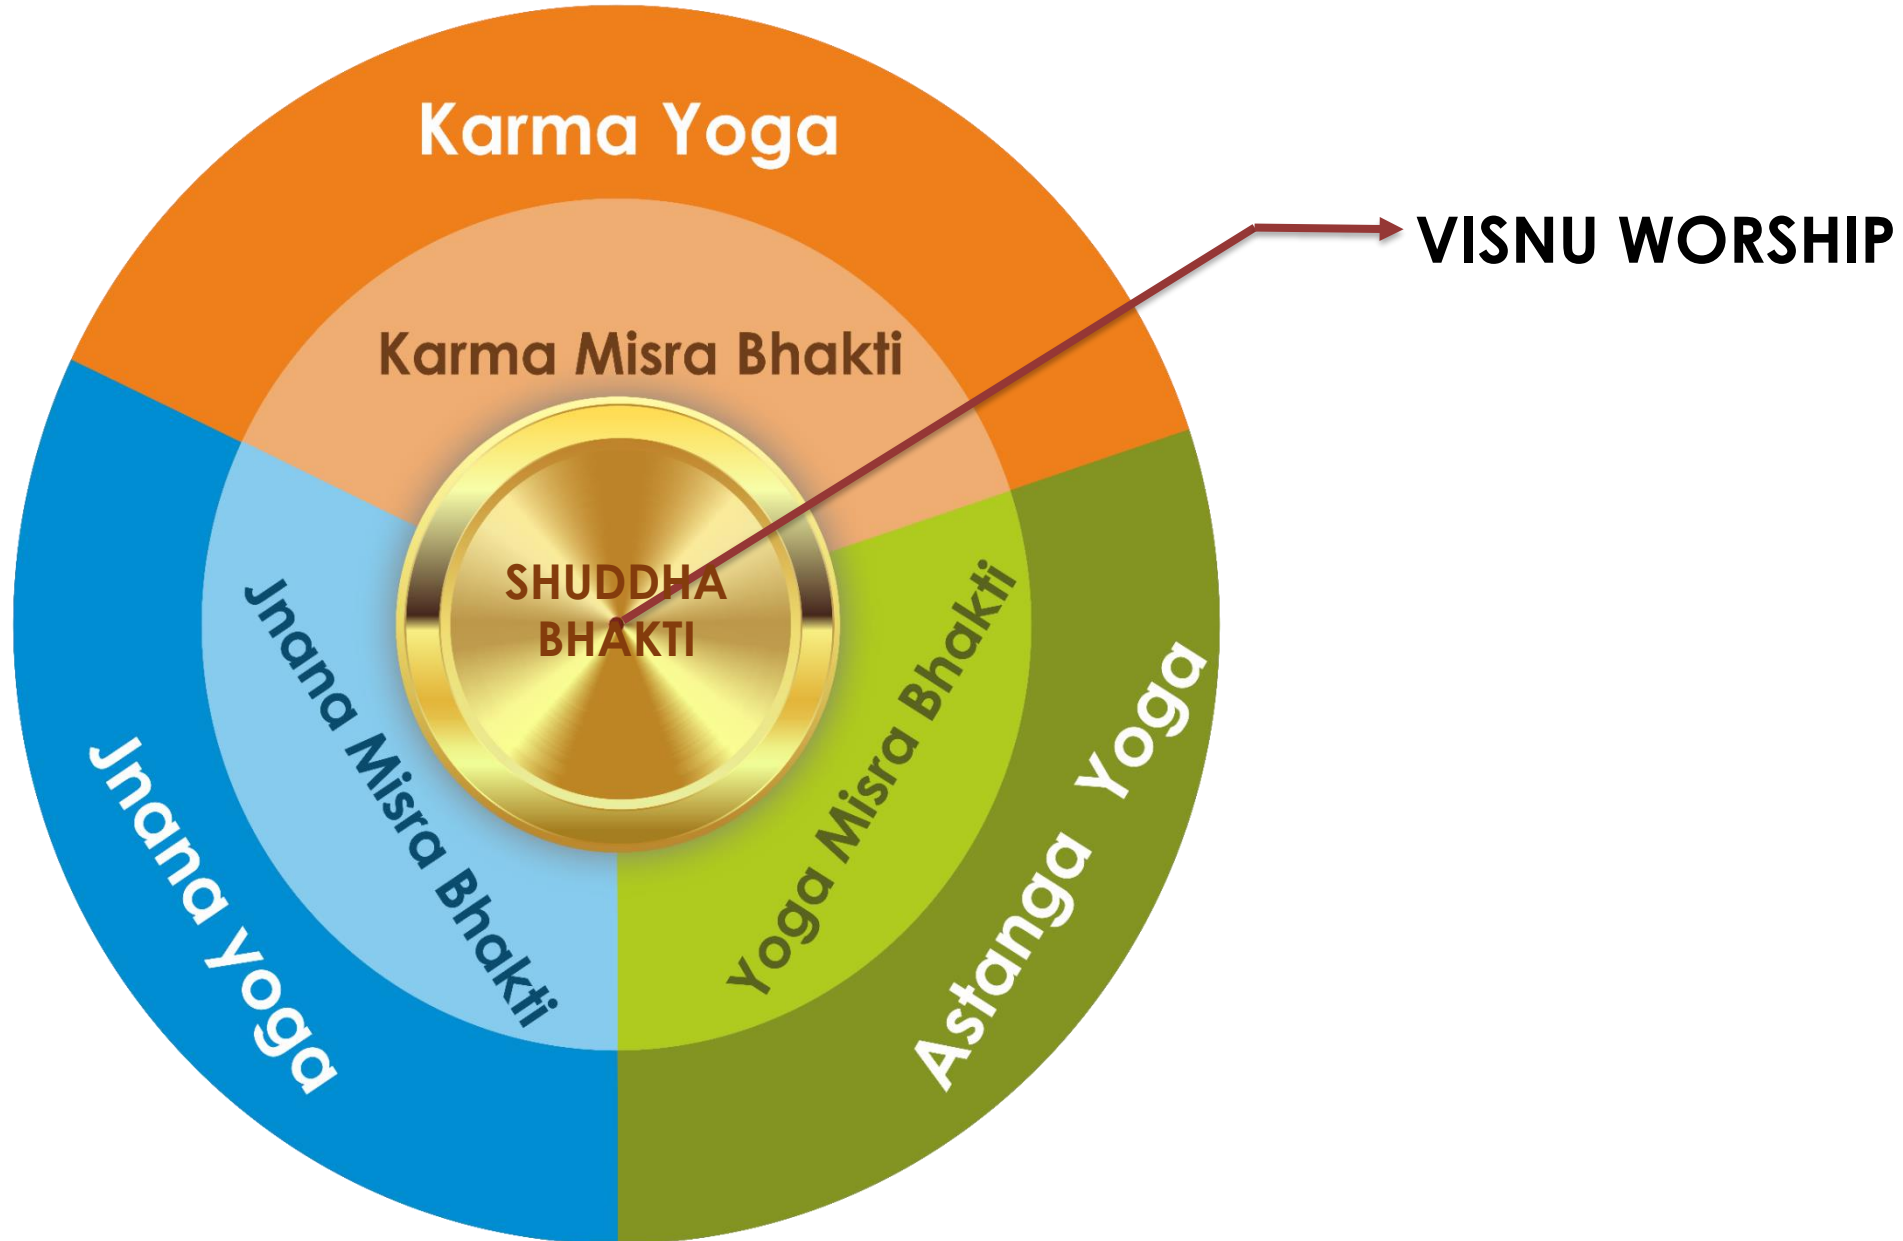 Karma Yoga
VISNU WORSHIP
Karma Misra Bhakti
SHUDDHA
BHAKTI
Jnana Misra Bhakti
Yoga Misra Bhakti
Jnana yoga
Astanga Yoga